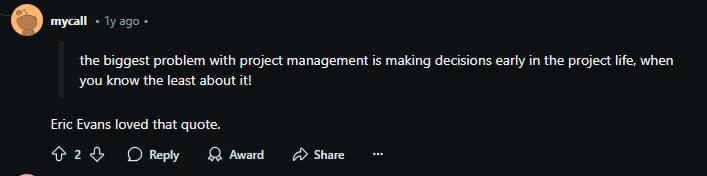 mycall • 1y ago •
the biggest problem with project management is making decisions early in the project life, when
you know the least about it!
Eric Evans loved that quote.
2 Reply Award Share ...